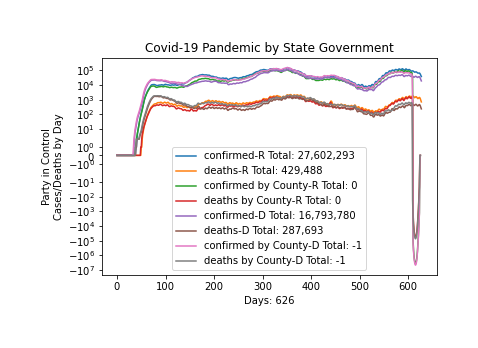 Covid-19 Pandemic by State Government
Party in Control
Cases/Deaths by Day
10⁵
10⁴
10³
10²
10¹
10⁰
0
−10⁰
−10¹
−10²
−10³
−10⁴
−10⁵
−10⁶
−10⁷
confirmed-R Total: 27,602,293
deaths-R Total: 429,488
confirmed by County-R Total: 0
deaths by County-R Total: 0
confirmed-D Total: 16,793,780
deaths-D Total: 287,693
confirmed by County-D Total: -1
deaths by County-D Total: -1
0 100 200 300 400 500 600
Days: 626